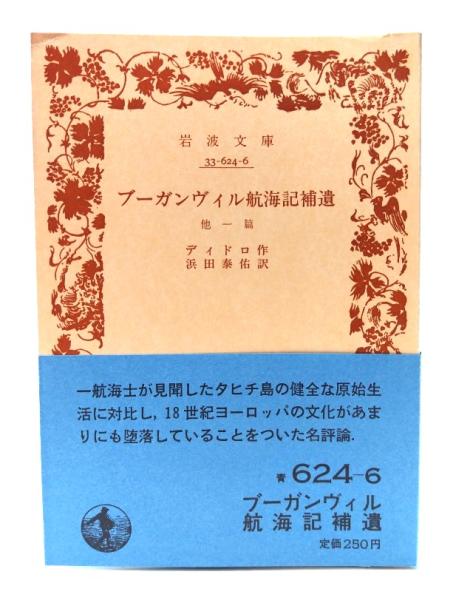 岩波文庫
33-624-6
ブーガンヴィル航海記補遺
他一篇
ディドロ作
浜田泰佑訳
一航海士が見聞したタヒチ島の健全な原始生
活に対比し，18世紀ヨーロッパの文化があま
りにも堕落していることをついた名評論．
青 624-6
ブーガンヴィル
航海記補遺
定価250円